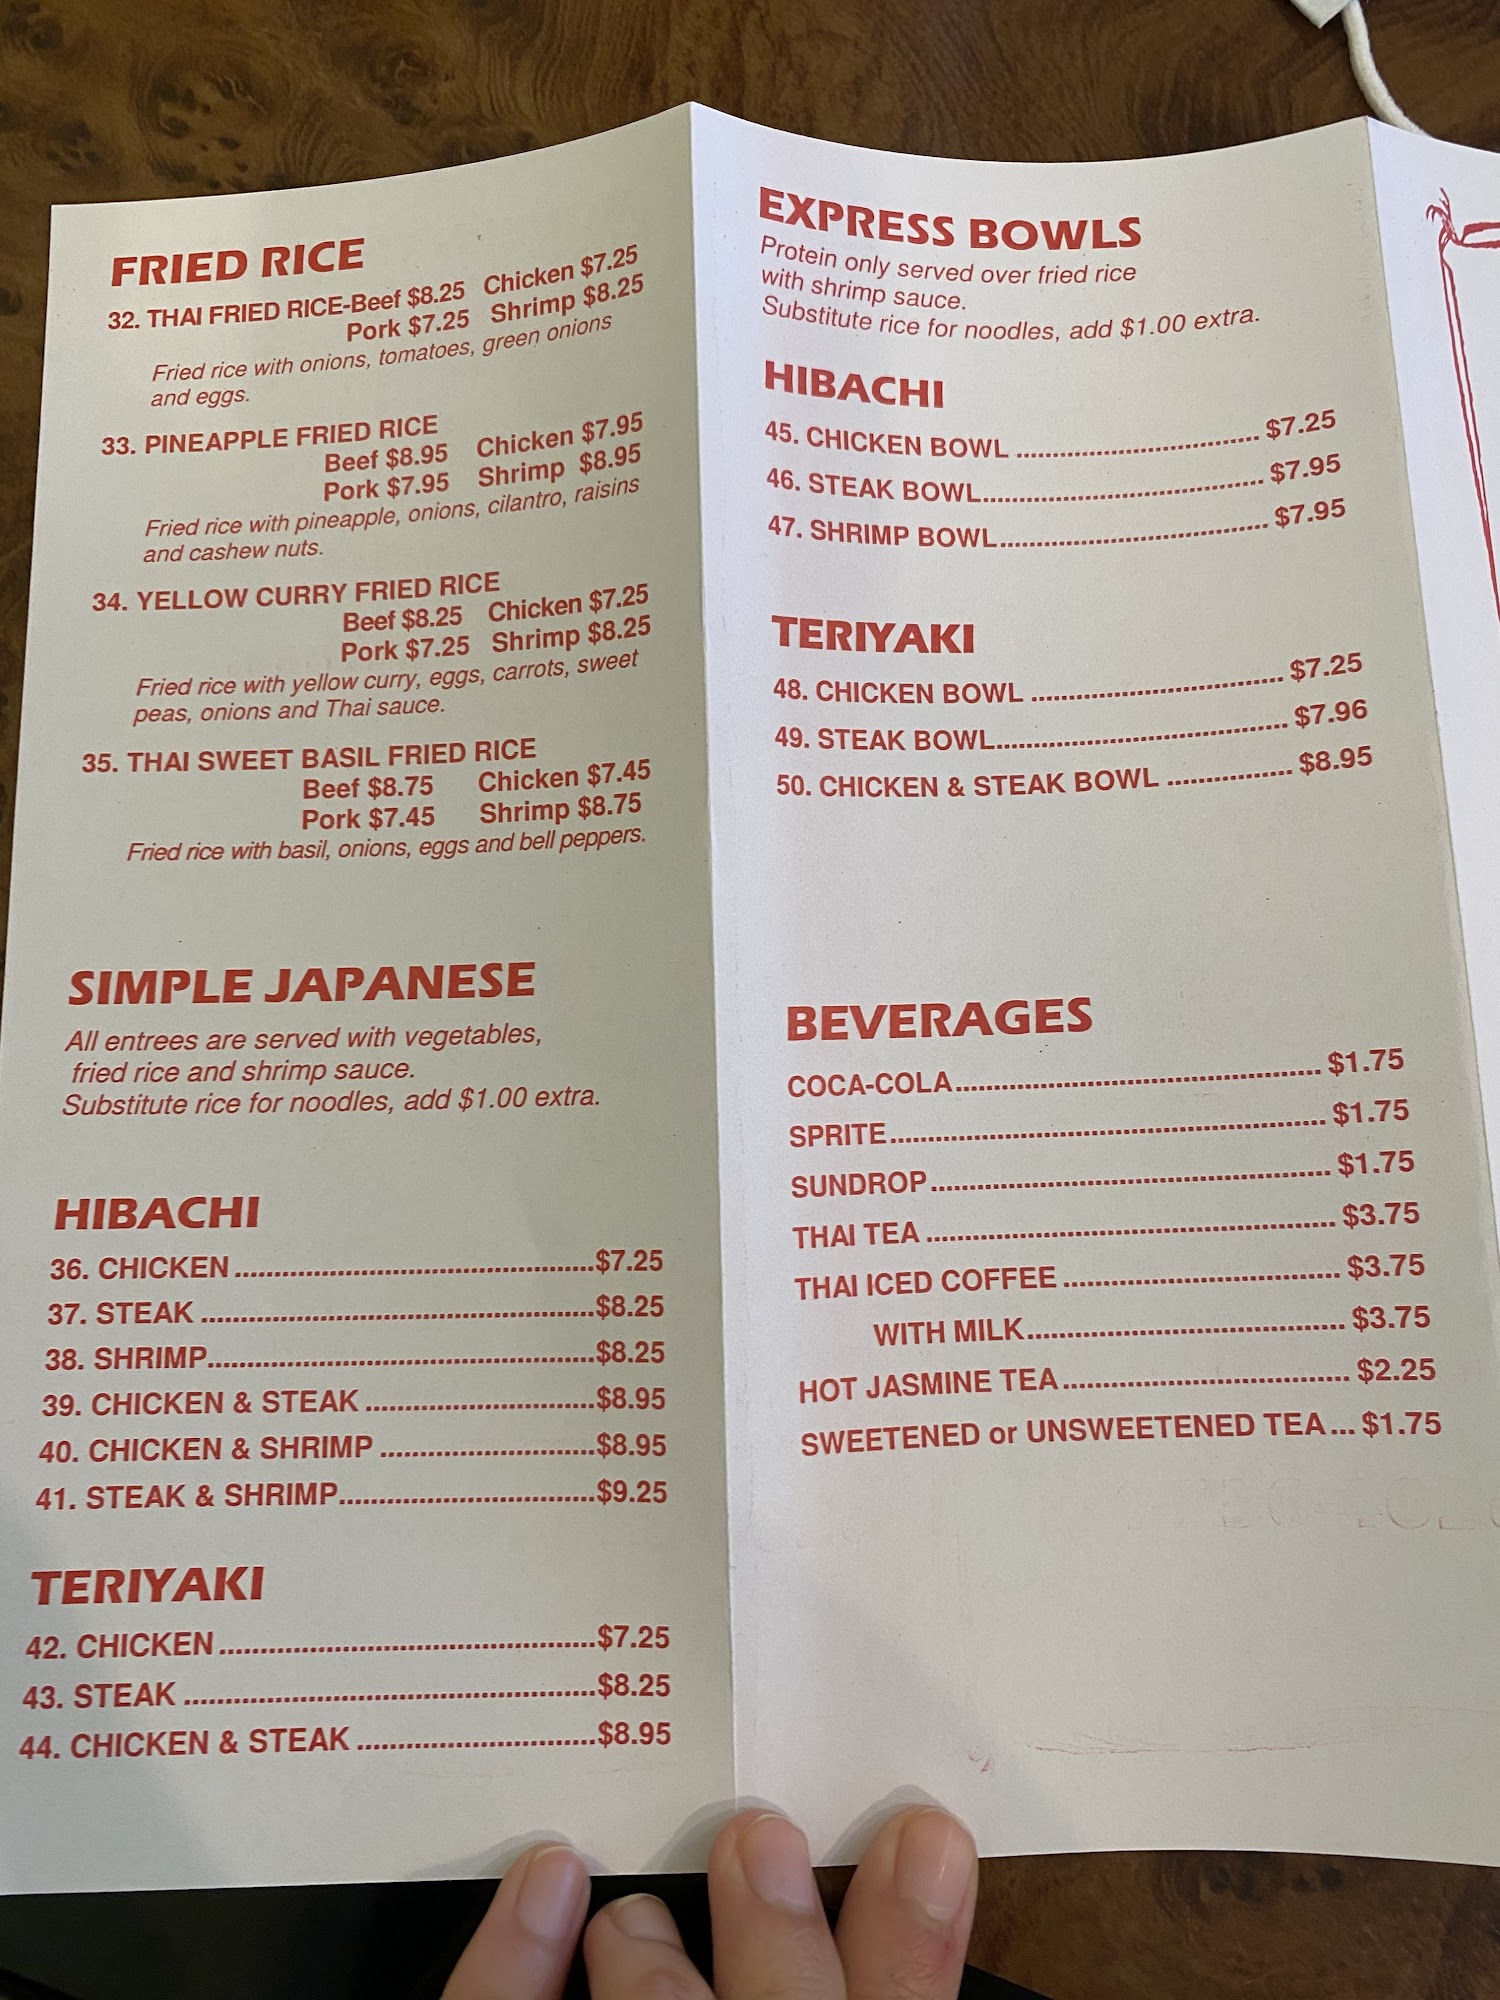 FRIED RICE
32. THAI FRIED RICE-Beef $8.25 Chicken $7.25
Pork $7.25 Shrimp $8.25
Fried rice with onions, tomatoes, green onions
and eggs.
33. PINEAPPLE FRIED RICE
Beef $8.95 Chicken $7.95
Pork $7.95 Shrimp $8.95
Fried rice with pineapple, onions, cilantro, raisins
and cashew nuts.
34. YELLOW CURRY FRIED RICE
Beef $8.25 Chicken $7.25
Pork $7.25 Shrimp $8.25
Fried rice with yellow curry, eggs, carrots, sweet
peas, onions and Thai sauce.
35. THAI SWEET BASIL FRIED RICE
Beef $8.75 Chicken $7.45
Pork $7.45 Shrimp $8.75
Fried rice with basil, onions, eggs and bell peppers.
SIMPLE JAPANESE
All entrees are served with vegetables,
fried rice and shrimp sauce.
Substitute rice for noodles, add $1.00 extra.
HIBACHI
36. CHICKEN $7.25
37. STEAK $8.25
38. SHRIMP $8.25
39. CHICKEN & STEAK $8.95
40. CHICKEN & SHRIMP $8.95
41. STEAK & SHRIMP $9.25
TERIYAKI
42. CHICKEN $7.25
43. STEAK $8.25
44. CHICKEN & STEAK $8.95
EXPRESS BOWLS
Protein only served over fried rice
with shrimp sauce.
Substitute rice for noodles, add $1.00 extra.
HIBACHI
45. CHICKEN BOWL $7.25
46. STEAK BOWL $7.95
47. SHRIMP BOWL $7.95
TERIYAKI
48. CHICKEN BOWL $7.25
49. STEAK BOWL $7.96
50. CHICKEN & STEAK BOWL $8.95
BEVERAGES
COCA-COLA $1.75
SPRITE $1.75
SUNDROP $1.75
THAI TEA $3.75
THAI ICED COFFEE $3.75
WITH MILK $3.75
HOT JASMINE TEA $2.25
SWEETENED or UNSWEETENED TEA... $1.75